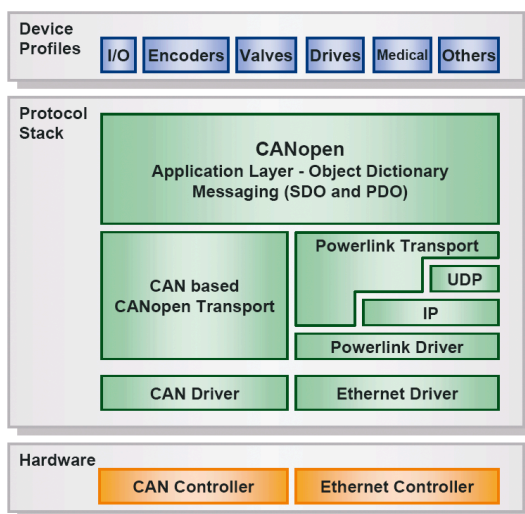 Device
Profiles
I/O Encoders Valves Drives Medical Others
Protocol
Stack
CANopen
Application Layer - Object Dictionary
Messaging (SDO and PDO)
CAN based
CANopen Transport
Powerlink Transport
UDP
IP
Powerlink Driver
CAN Driver
Ethernet Driver
Hardware
CAN Controller
Ethernet Controller